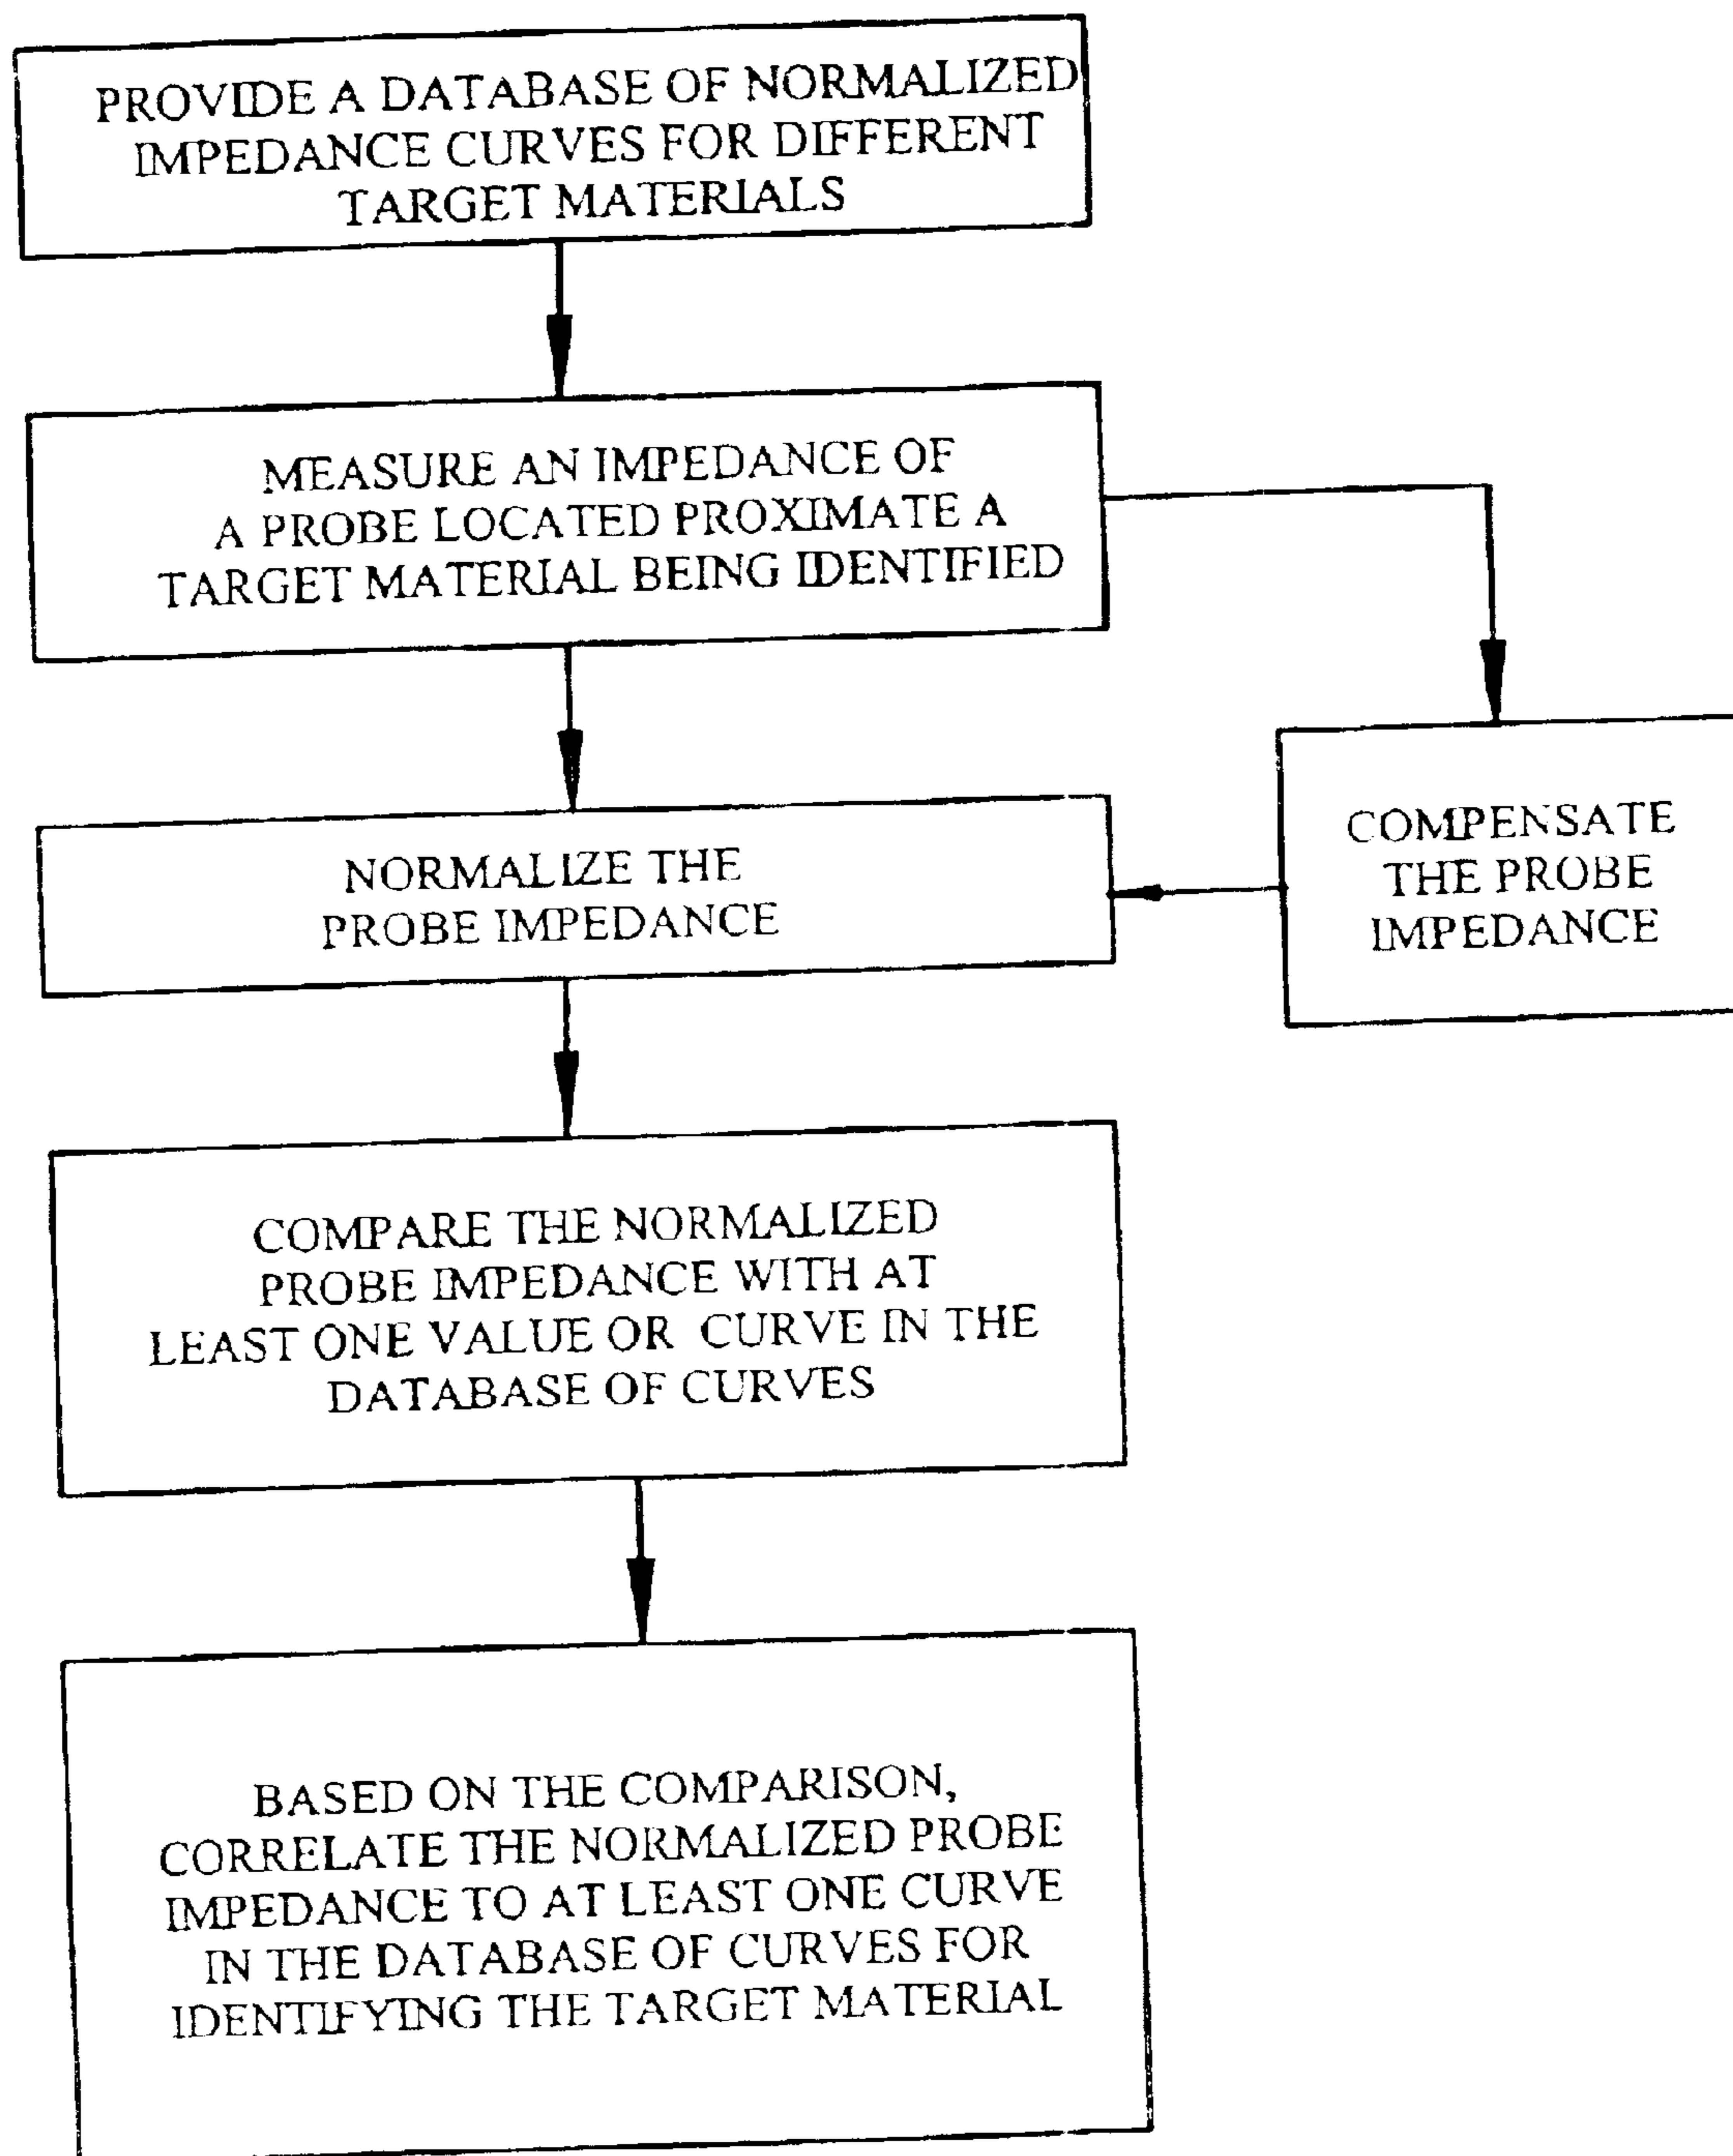 PROVIDE A DATABASE OF NORMALIZED
IMPEDANCE CURVES FOR DIFFERENT
TARGET MATERIALS
MEASURE AN IMPEDANCE OF
A PROBE LOCATED PROXIMATE A
TARGET MATERIAL BEING IDENTIFIED
NORMALIZE THE
PROBE IMPEDANCE
COMPENSATE
THE PROBE
IMPEDANCE
COMPARE THE NORMALIZED
PROBE IMPEDANCE WITH AT
LEAST ONE VALUE OR CURVE IN THE
DATABASE OF CURVES
BASED ON THE COMPARISON,
CORRELATE THE NORMALIZED PROBE
IMPEDANCE TO AT LEAST ONE CURVE
IN THE DATABASE OF CURVES FOR
IDENTIFYING THE TARGET MATERIAL